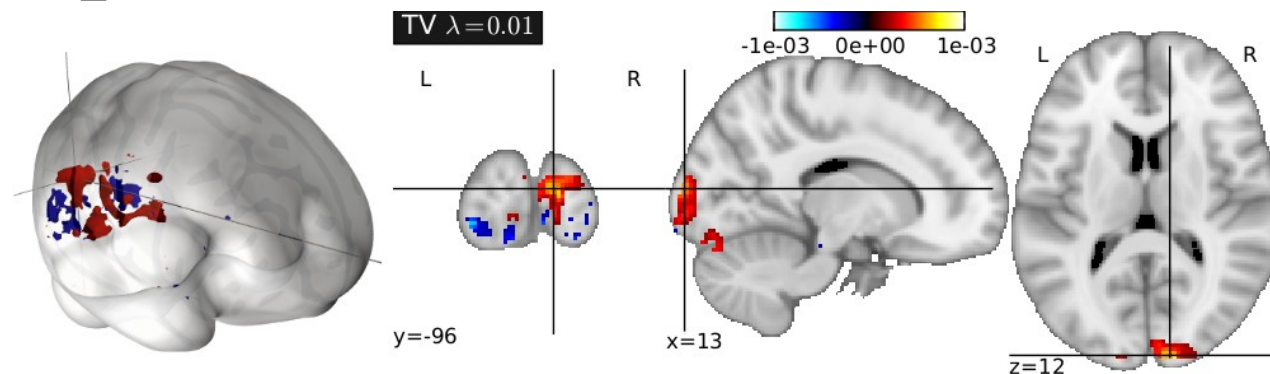 TV λ=0.01
-1e-03 0e+00 1e-03
L R
L R
y=-96
x=13
z=12